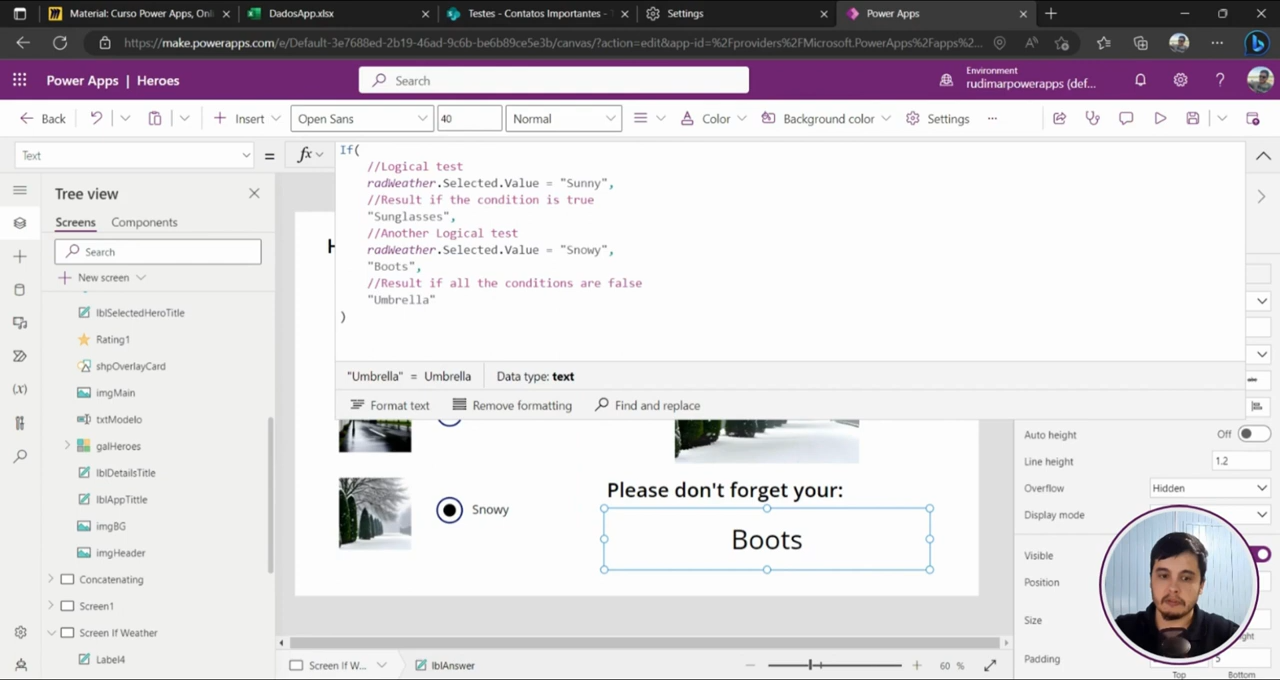 Material: Curso Power Apps, Onl
DadosApp.xlsx
Testes - Contatos Importantes -
Settings
Power Apps
https://make.powerapps.com/e/Default-3e7688ed-2b19-46ad-9c6b-be6b89ce5e3b/canvas/?action=edit&app-id=%2Fproviders%2FMicrosoft.PowerApps%2Fapps%2...
Power Apps | Heroes
Search
Environment
rudimarpowerapps (def...
Back
Insert
Open Sans
40
Normal
Color
Background color
Settings
Text
=
fx
If(
//Logical test
radWeather.Selected.Value = "Sunny",
//Result if the condition is true
"Sunglasses",
//Another Logical test
radWeather.Selected.Value = "Snowy",
"Boots",
//Result if all the conditions are false
"Umbrella"
)
"Umbrella" = Umbrella
Data type: text
Format text
Remove formatting
Find and replace
Tree view
Screens
Components
Search
New screen
lblSelectedHeroTitle
Rating1
shpOverlayCard
imgMain
txtModelo
galHeroes
lblDetailsTitle
lblAppTittle
imgBG
imgHeader
Concatenating
Screen1
Screen If Weather
Label4
H
Snowy
Please don't forget your:
Boots
Auto height
Off
Line height
1.2
Overflow
Hidden
Display mode
Visible
Position
Size
Padding
5
Top
Bottom
Screen If W...
lblAnswer
60 %